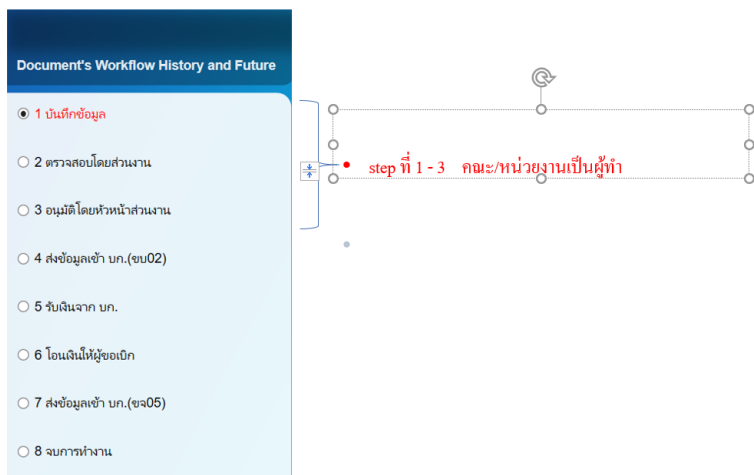 Document's Workflow History and Future
1 บันทึกข้อมูล
2 ตรวจสอบโดยส่วนงาน
3 อนุมัติโดยหัวหน้าส่วนงาน
4 ส่งข้อมูลเข้า บก.(ขบ02)
5 รับเงินจาก บก.
6 โอนเงินให้ผู้ขอเบิก
7 ส่งข้อมูลเข้า บก.(ขจ05)
8 จบการทำงาน
• step ที่ 1 - 3 คณะ/หน่วยงานเป็นผู้ทำ